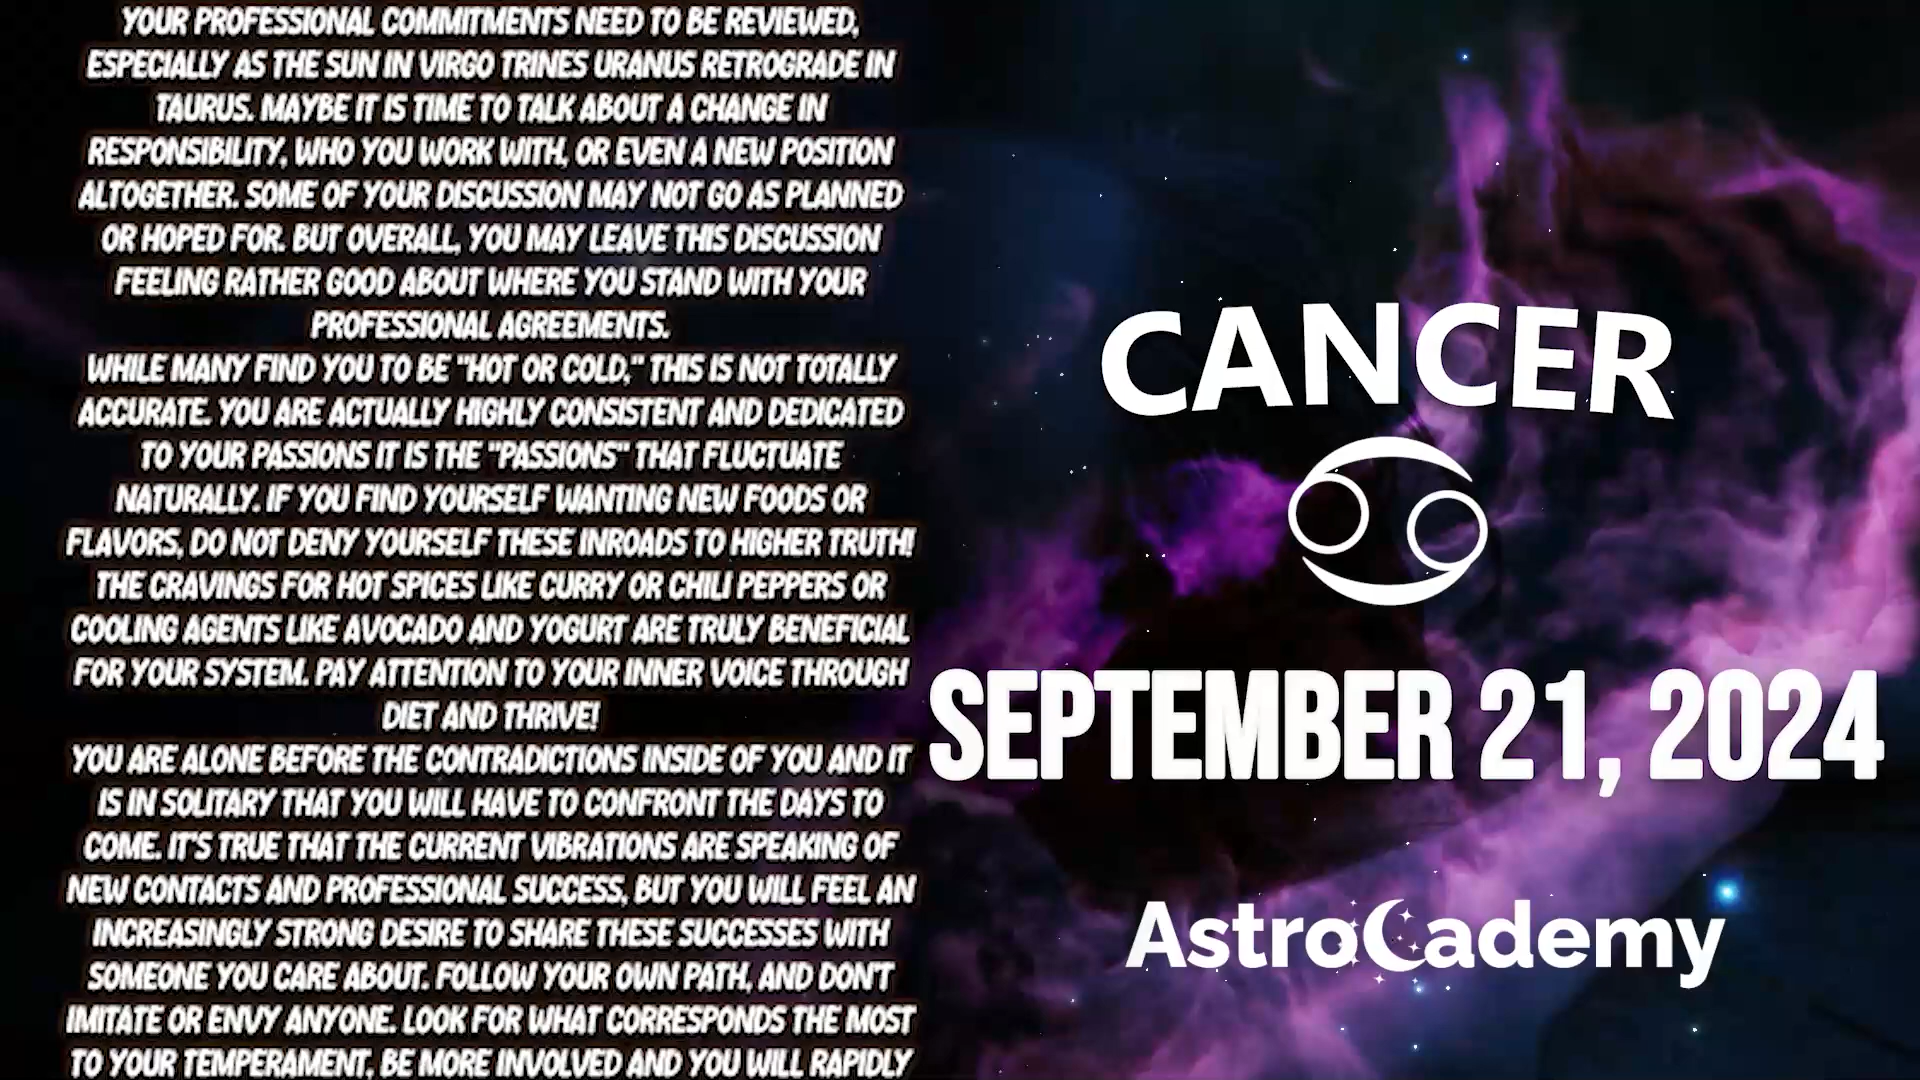 YOUR PROFESSIONAL COMMITMENTS NEED TO BE REVIEWED,
ESPECIALLY AS THE SUN IN VIRGO TRINES URANUS RETROGRADE IN
TAURUS. MAYBE IT IS TIME TO TALK ABOUT A CHANGE IN
RESPONSIBILITY, WHO YOU WORK WITH, OR EVEN A NEW POSITION
ALTOGETHER. SOME OF YOUR DISCUSSION MAY NOT GO AS PLANNED
OR HOPED FOR. BUT OVERALL, YOU MAY LEAVE THIS DISCUSSION
FEELING RATHER GOOD ABOUT WHERE YOU STAND WITH YOUR
PROFESSIONAL AGREEMENTS.
WHILE MANY FIND YOU TO BE "HOT OR COLD," THIS IS NOT TOTALLY
ACCURATE. YOU ARE ACTUALLY HIGHLY CONSISTENT AND DEDICATED
TO YOUR PASSIONS IT IS THE "PASSIONS" THAT FLUCTUATE
NATURALLY. IF YOU FIND YOURSELF WANTING NEW FOODS OR
FLAVORS, DO NOT DENY YOURSELF THESE INROADS TO HIGHER TRUTH!
THE CRAVINGS FOR HOT SPICES LIKE CURRY OR CHILI PEPPERS OR
COOLING AGENTS LIKE AVOCADO AND YOGURT ARE TRULY BENEFICIAL
FOR YOUR SYSTEM. PAY ATTENTION TO YOUR INNER VOICE THROUGH
DIET AND THRIVE!
YOU ARE ALONE BEFORE THE CONTRADICTIONS INSIDE OF YOU AND IT
IS IN SOLITARY THAT YOU WILL HAVE TO CONFRONT THE DAYS TO
COME. IT'S TRUE THAT THE CURRENT VIBRATIONS ARE SPEAKING OF
NEW CONTACTS AND PROFESSIONAL SUCCESS, BUT YOU WILL FEEL AN
INCREASINGLY STRONG DESIRE TO SHARE THESE SUCCESSES WITH
SOMEONE YOU CARE ABOUT. FOLLOW YOUR OWN PATH, AND DON'T
IMITATE OR ENVY ANYONE. LOOK FOR WHAT CORRESPONDS THE MOST
TO YOUR TEMPERAMENT, BE MORE INVOLVED AND YOU WILL RAPIDLY
CANCER
SEPTEMBER 21, 2024
AstroCademy